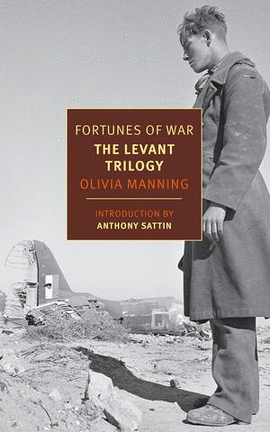 FORTUNES OF WAR
THE LEVANT
TRILOGY
OLIVIA MANNING
INTRODUCTION BY
ANTHONY SATTIN